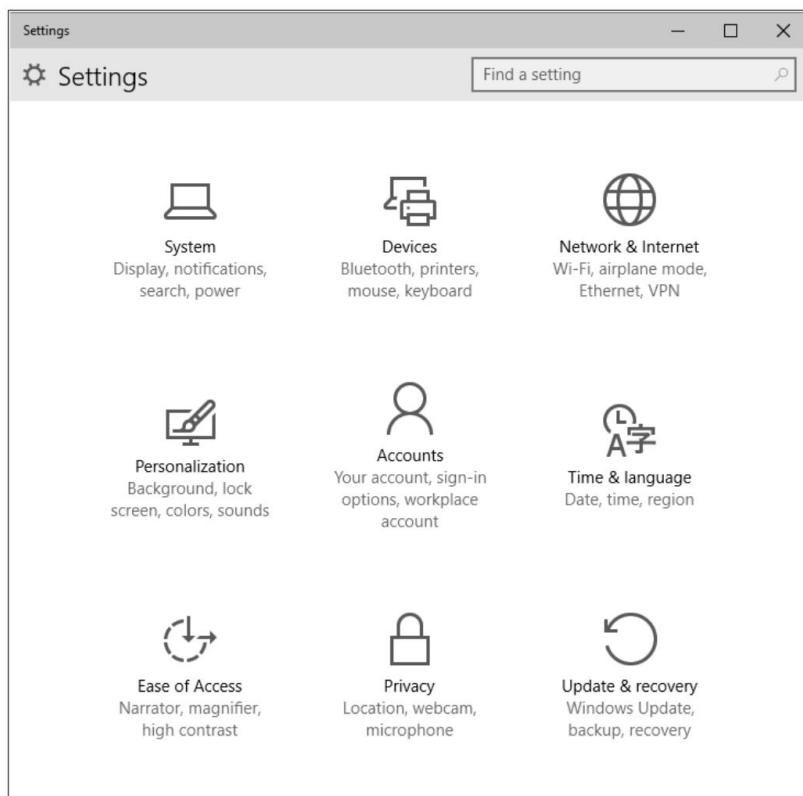 Settings
Settings
Find a setting
System
Display, notifications,
search, power
Devices
Bluetooth, printers,
mouse, keyboard
Network & Internet
Wi-Fi, airplane mode,
Ethernet, VPN
Personalization
Background, lock
screen, colors, sounds
Accounts
Your account, sign-in
options, workplace
account
A字
Time & language
Date, time, region
Ease of Access
Narrator, magnifier,
high contrast
Privacy
Location, webcam,
microphone
Update & recovery
Windows Update,
backup, recovery